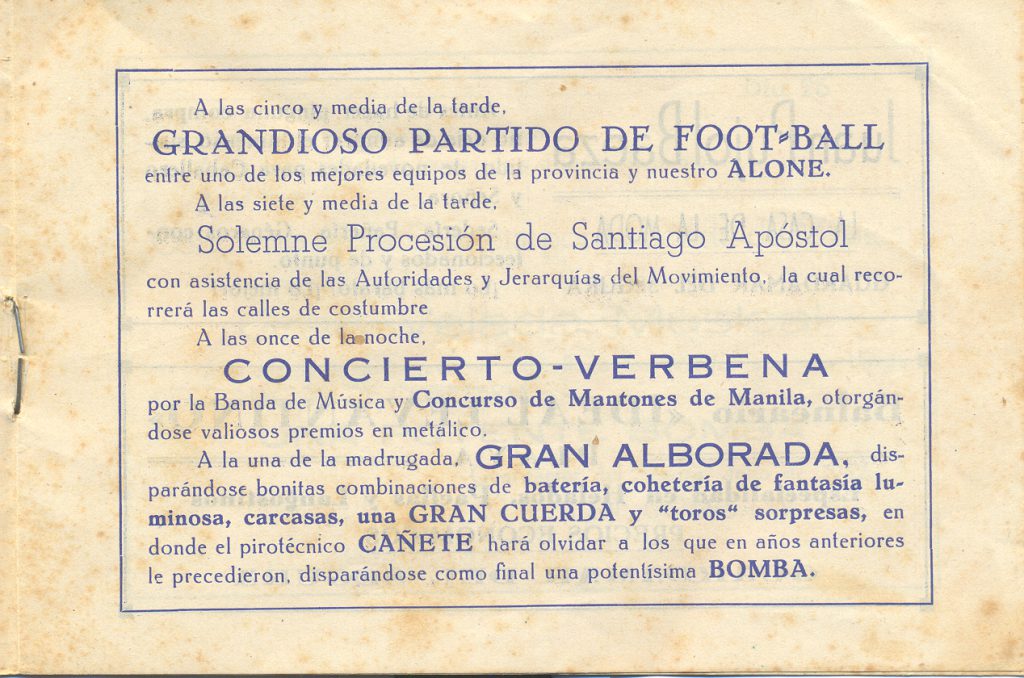 A las cinco y media de la tarde,
GRANDIOSO PARTIDO DE FOOT-BALL
entre uno de los mejores equipos de la provincia y nuestro ALONE.
A las siete y media de la tarde,
Solemne Procesión de Santiago Apóstol
con asistencia de las Autoridades y Jerarquías del Movimiento, la cual reco-
rrerá las calles de costumbre
A las once de la noche,
CONCIERTO-VERBENA
por la Banda de Música y Concurso de Mantones de Manila, otorgán-
dose valiosos premios en metálico.
A la una de la madrugada, GRAN ALBORADA, dis-
parándose bonitas combinaciones de batería, cohetería de fantasía lu-
minosa, carcasas, una GRAN CUERDA y "toros" sorpresas, en
donde el pirotécnico CAÑETE hará olvidar a los que en años anteriores
le precedieron, disparándose como final una potentísima BOMBA.